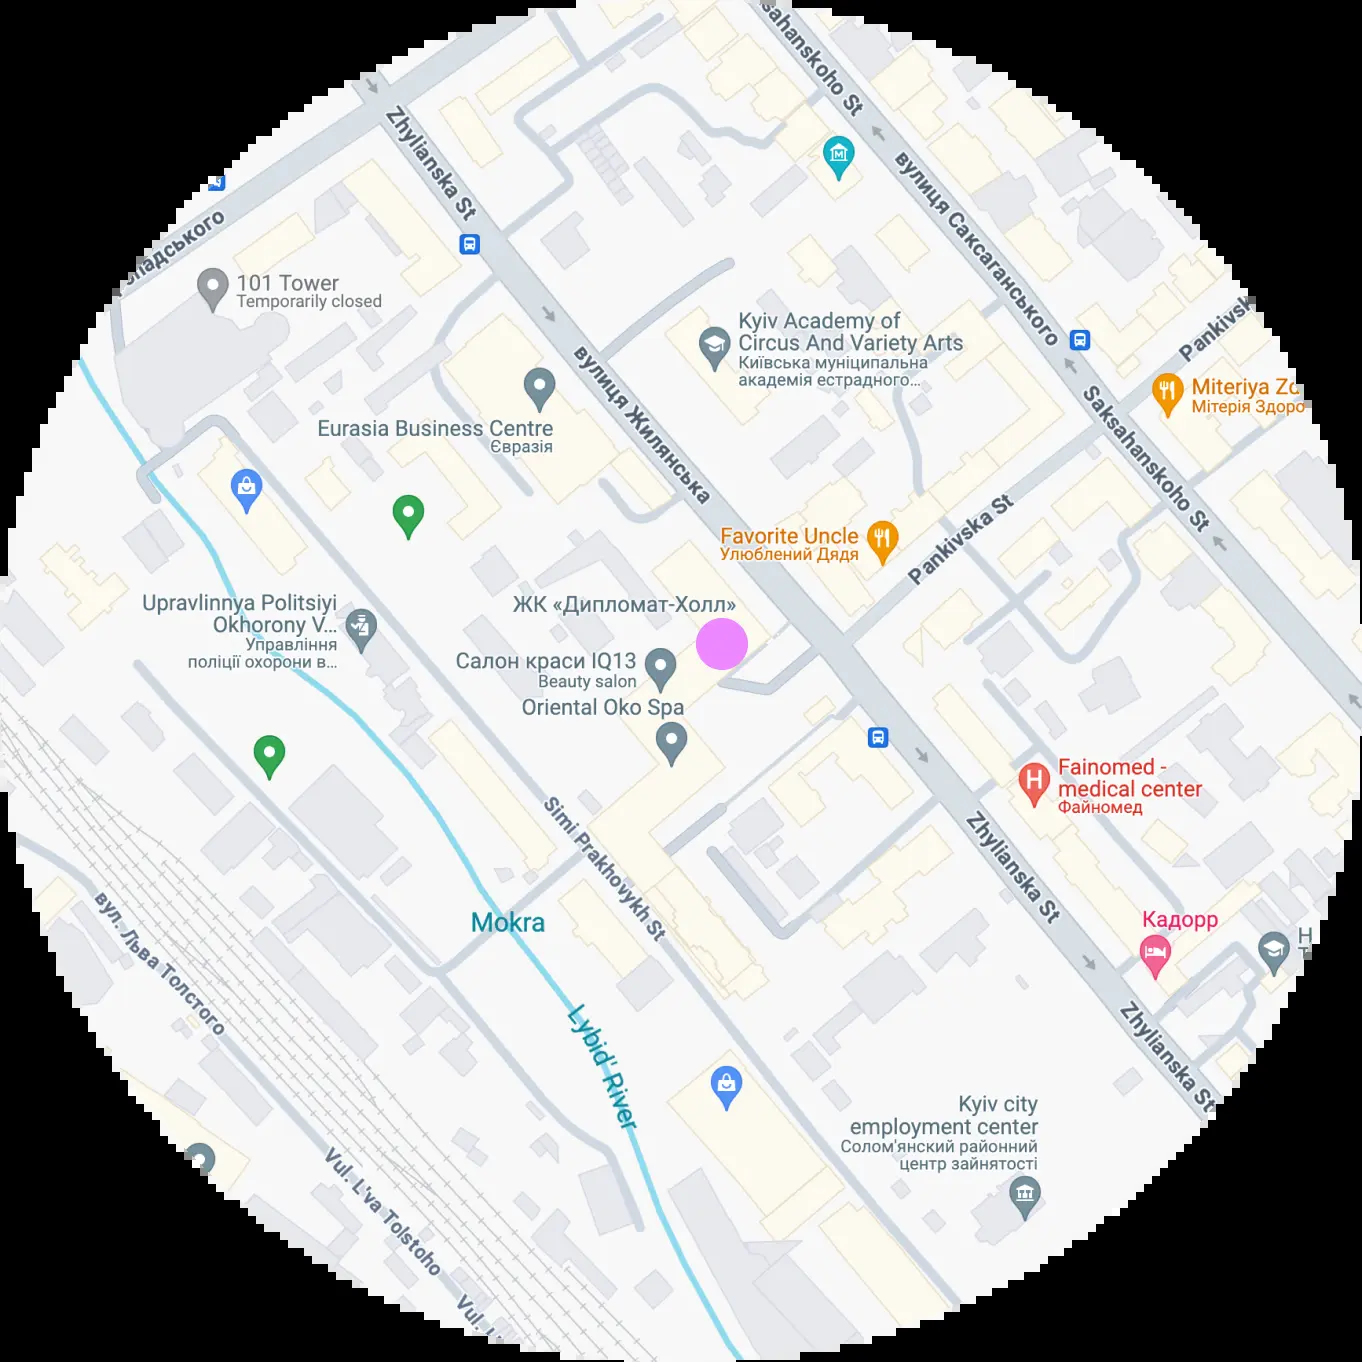 Saksahanskoho St
Zhylianska St
вулиця Саксаганського
101 Tower
Temporarily closed
Pankivska
Kyiv Academy of
Circus And Variety Arts
Київська муніципальна
академія естрадного...
вулиця Жилянська
Miteriya Zdo
Мітерія Здоро
Saksahanskoho St
Eurasia Business Centre
Євразія
Pankivska St
Favorite Uncle
Улюблений Дядя
Upravlinnya Politsiyi
Okhorony V...
Управління
поліції охорони в...
ЖК «Дипломат-Холл»
Салон краси IQ13
Beauty salon
Oriental Oko Spa
Fainomed -
medical center
Файномед
Simi Prakhovykh St
Zhylianska St
Mokra
Кадорр
вул. Льва Толстого
Lybid' River
Zhylianska St
Kyiv city
employment center
Солом'янский районний
центр зайнятості
Vul. L'va Tolstoho
Vul.